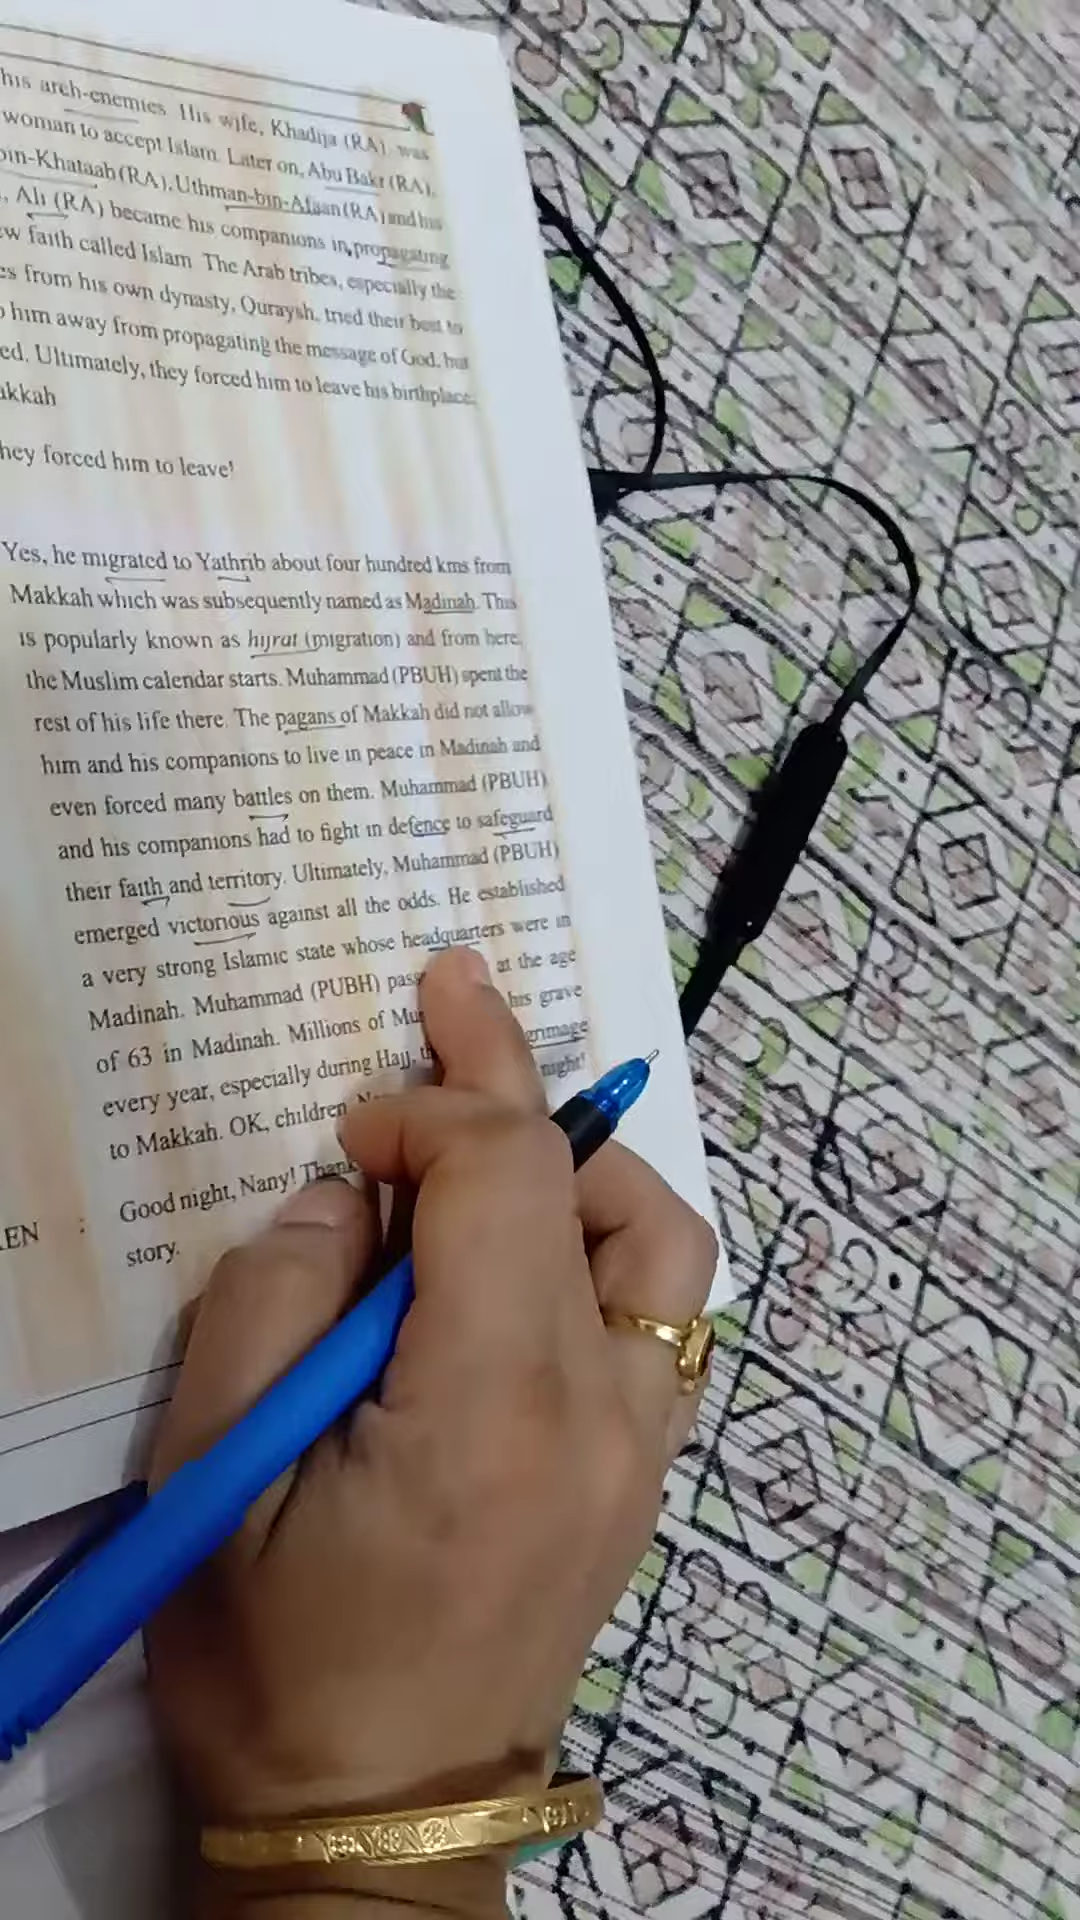 his arch-enemies. His wife, Khadija (RA), was
woman to accept Islam. Later on, Abu Bakr (RA),
bin-Khataab (RA), Uthman-bin-Afaan (RA) and his
, Ali (RA) became his companions in propagating
ew faith called Islam. The Arab tribes, especially the
es from his own dynasty, Quraysh, tried their best to
him away from propagating the message of God, but
ed. Ultimately, they forced him to leave his birthplace,
akkah
hey forced him to leave!
Yes, he migrated to Yathrib about four hundred kms from
Makkah which was subsequently named as Madinah. This
is popularly known as hijrat (migration) and from here,
the Muslim calendar starts. Muhammad (PBUH) spent the
rest of his life there. The pagans of Makkah did not allow
him and his companions to live in peace in Madinah and
even forced many battles on them. Muhammad (PBUH)
and his companions had to fight in defence to safeguard
their faith and territory. Ultimately, Muhammad (PBUH)
emerged victorious against all the odds. He established
a very strong Islamic state whose headquarters were in
Madinah. Muhammad (PUBH) pass at the age
of 63 in Madinah. Millions of Mu his grave
every year, especially during Hajj, grimage
to Makkah. OK, children. night!
Good night, Nany! Thank
EN :
story.